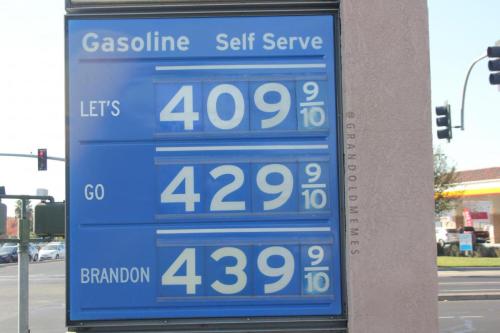 Gasoline Self Serve
LET'S 409 9/10
GO 429 9/10
BRANDON 439 9/10
@GRANDOLDMEMES